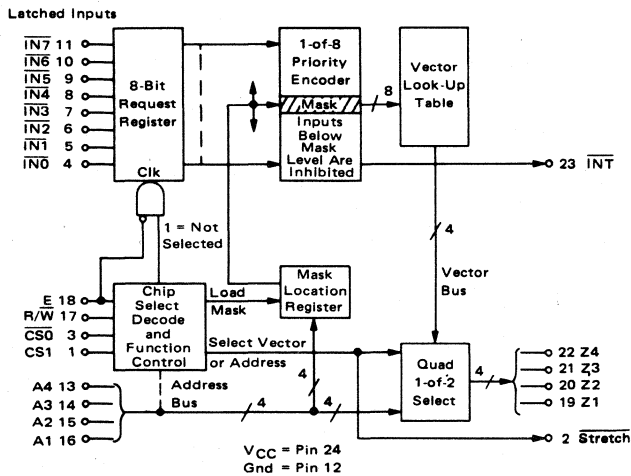 Latched Inputs
IN7 11
IN6 10
IN5 9
IN4 8
IN3 7
IN2 6
IN1 5
IN0 4
8-Bit
Request
Register
Clk
1-of-8
Priority
Encoder
Mask
Inputs
Below
Mask
Level Are
Inhibited
8
Vector
Look-Up
Table
23 INT
1 = Not
Selected
4
Vector
Bus
E 18
R/W 17
CS0 3
CS1 1
Chip
Select
Decode
and
Function
Control
Load
Mask
Mask
Location
Register
Select Vector
or Address
4
Quad
1-of-2
Select
4
22 Z4
21 Z3
20 Z2
19 Z1
A4 13
A3 14
A2 15
A1 16
Address
Bus
4
4
2 Stretch
VCC = Pin 24
Gnd = Pin 12